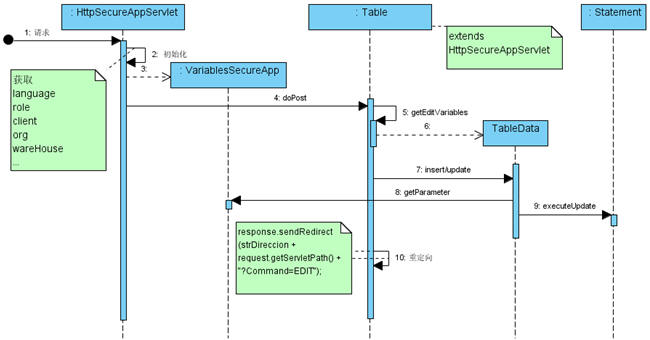 : HttpSecureAppServlet
: Table
: Statement
extends
HttpSecureAppServlet
1: 请求
2: 初始化
3:
: VariablesSecureApp
获取
language
role
client
org
wareHouse
...
4: doPost
5: getEditVariables
6:
TableData
7: insert/update
8: getParameter
9: executeUpdate
response.sendRedirect
(strDireccion +
request.getServletPath() +
"?Command=EDIT");
10: 重定向